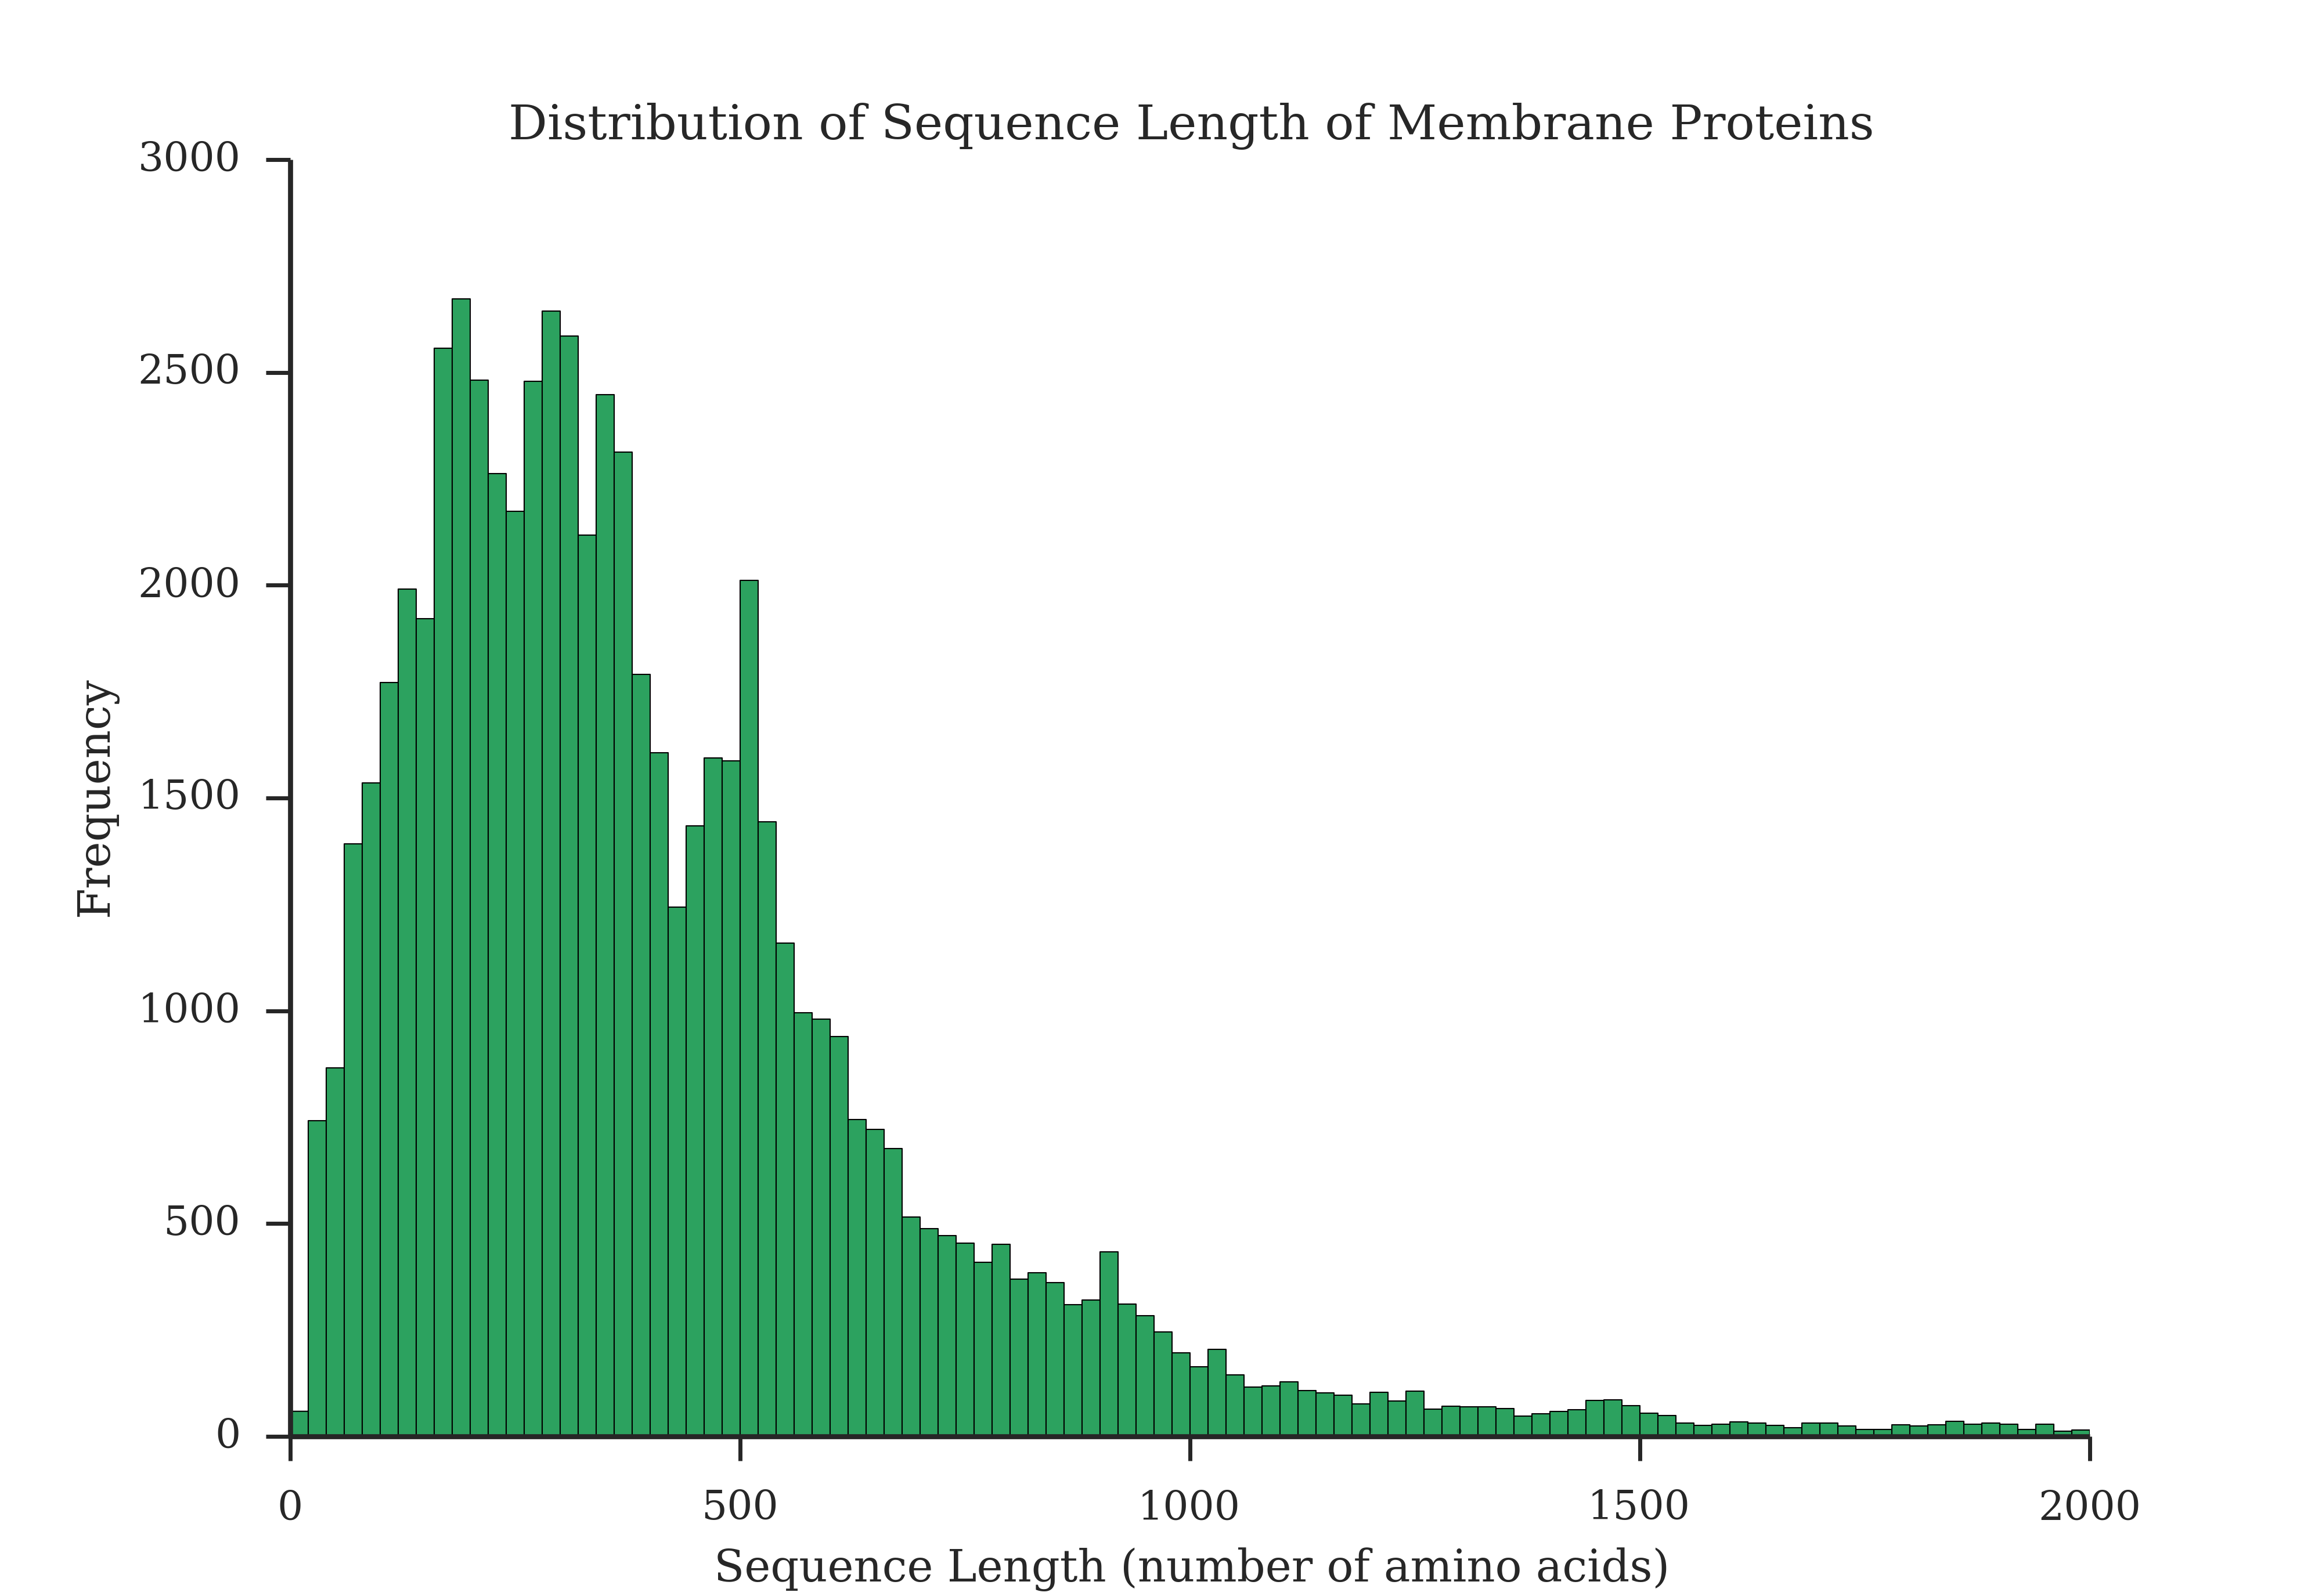 Distribution of Sequence Length of Membrane Proteins
3000
2500
2000
1500
1000
500
0
Frequency
0 500 1000 1500 2000
Sequence Length (number of amino acids)